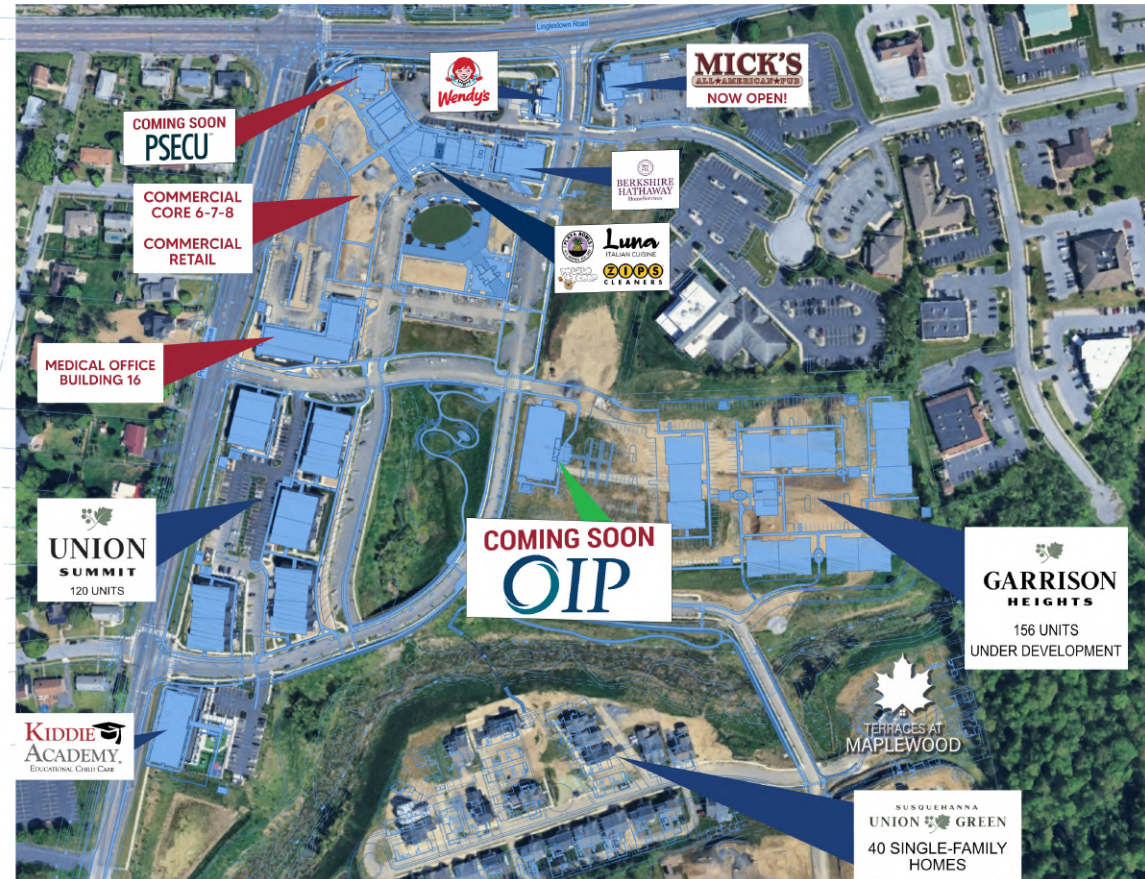 Linglestown Road
Wendy's
MICK'S
ALL★AMERICAN★PUB
NOW OPEN!
COMING SOON
PSECU
BERKSHIRE
HATHAWAY
HomeServices
COMMERCIAL
CORE 6-7-8
COMMERCIAL
RETAIL
PLAYA BOWLS
Luna
ITALIAN CUISINE
ZIPS
CLEANERS
MEDICAL OFFICE
BUILDING 16
UNION
SUMMIT
120 UNITS
COMING SOON
OIP
GARRISON
HEIGHTS
156 UNITS
UNDER DEVELOPMENT
TERRACES AT
MAPLEWOOD
KIDDIE
ACADEMY.
EDUCATIONAL CHILD CARE
SUSQUEHANNA
UNION GREEN
40 SINGLE-FAMILY
HOMES